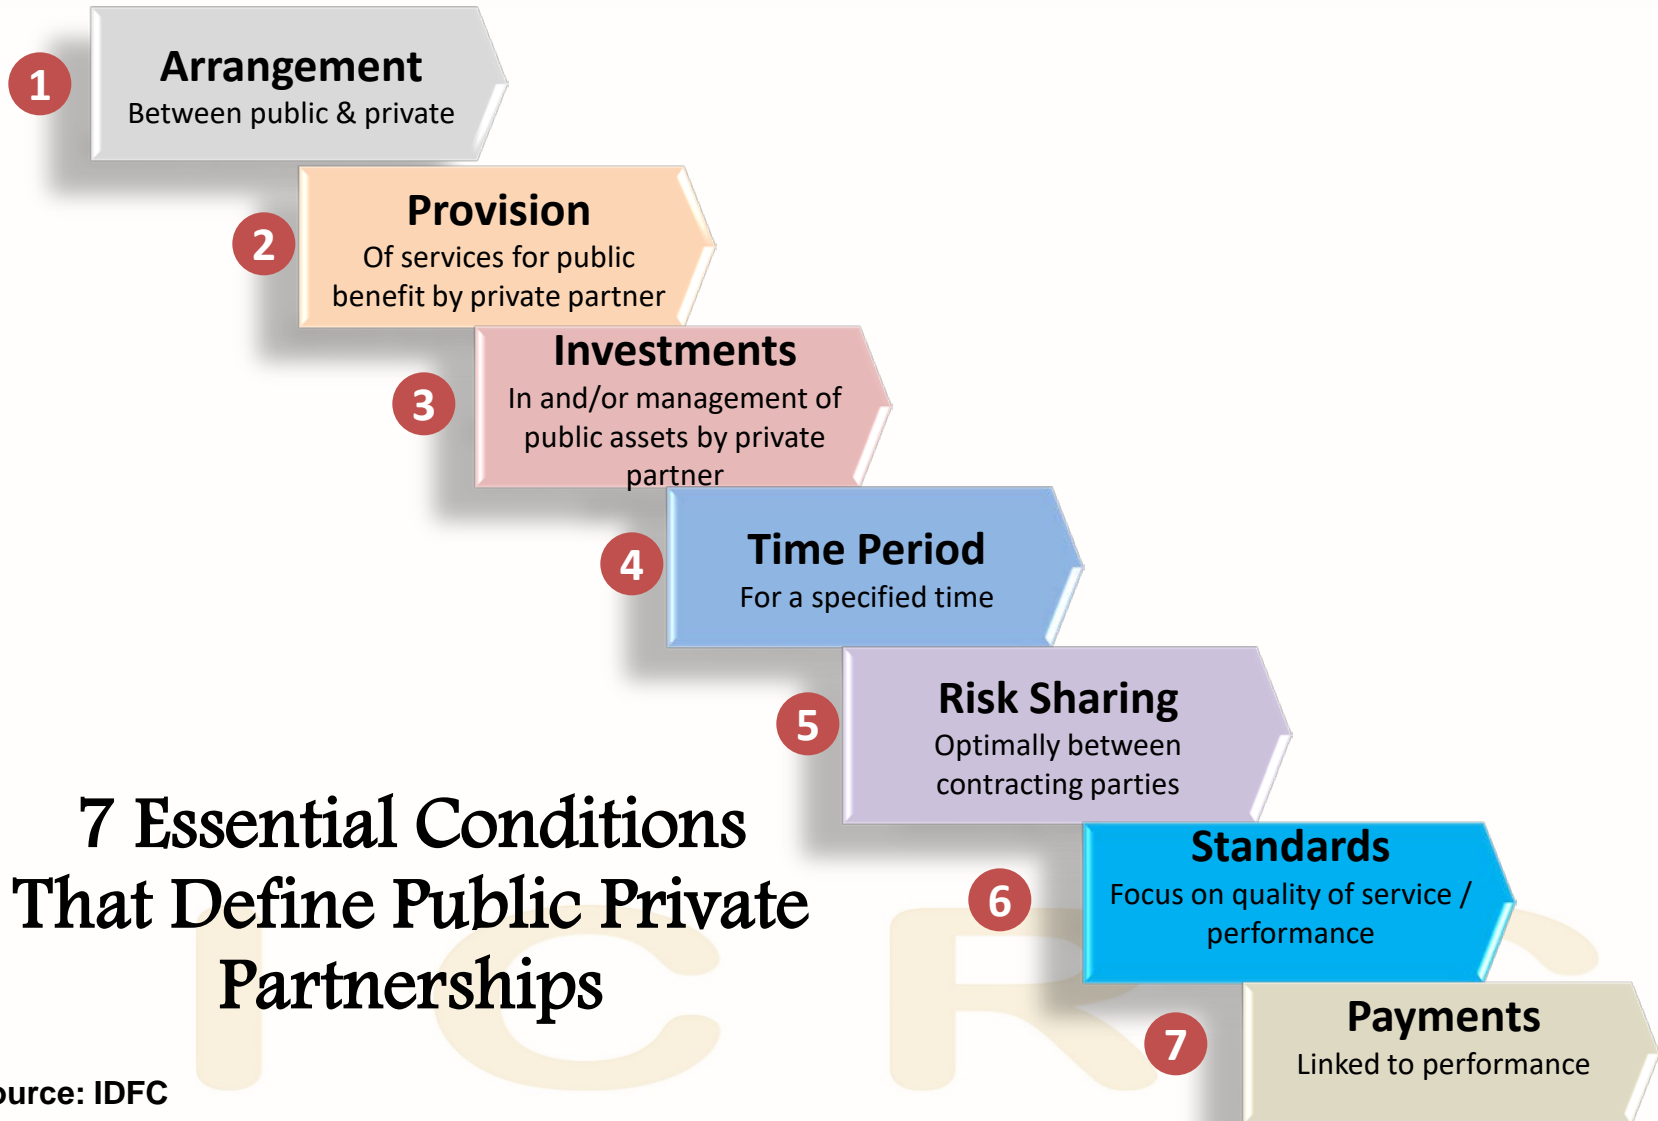 1
Arrangement
Between public & private
2
Provision
Of services for public
benefit by private partner
3
Investments
In and/or management of
public assets by private
partner
4
Time Period
For a specified time
5
Risk Sharing
Optimally between
contracting parties
6
Standards
Focus on quality of service /
performance
7
Payments
Linked to performance
7 Essential Conditions
That Define Public Private
Partnerships
ource: IDFC
I C R C